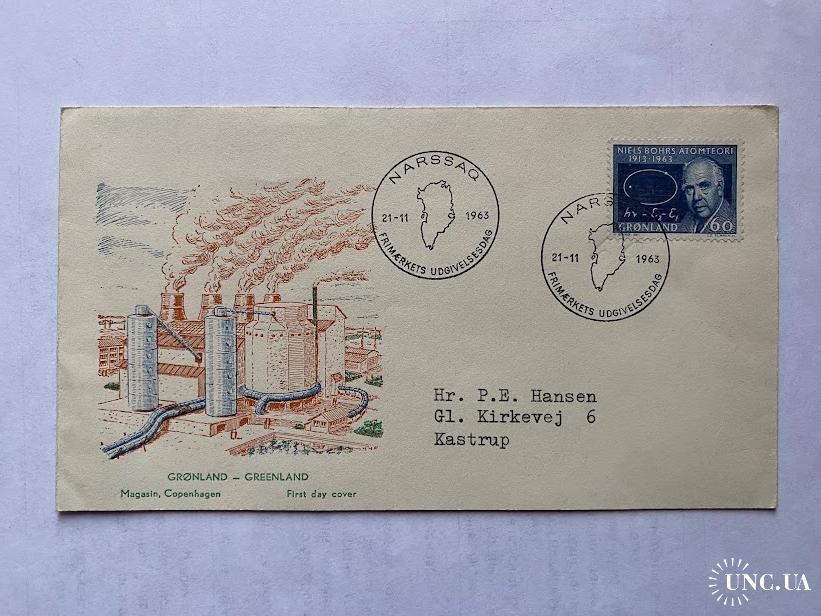 NARSSAQ
21-11 1963
FRIMÆRKETS UDGIVELSESDAG
NIELS BOHRS ATOMTEORI
1913-1963
hν - ℰ₂ - ℰ₁
GRØNLAND 60
NARSSAQ
21-11 1963
FRIMÆRKETS UDGIVELSESDAG
Hr. P.E. Hansen
Gl. Kirkevej 6
Kastrup
GRØNLAND – GREENLAND
Magasin, Copenhagen First day cover
UNC.UA